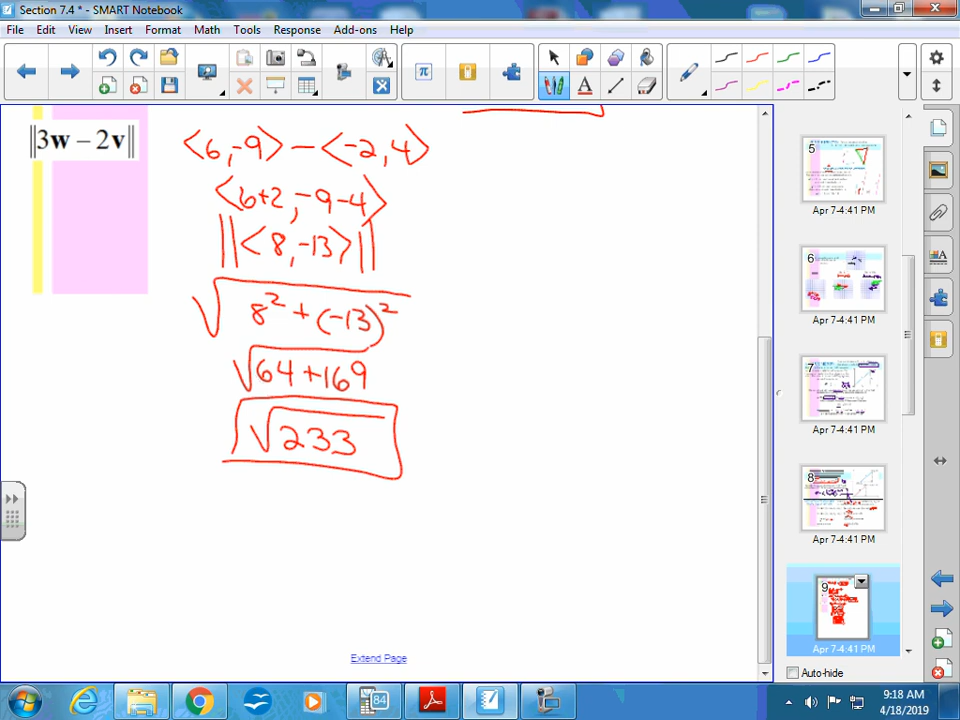 Section 7.4 * - SMART Notebook
File Edit View Insert Format Math Tools Response Add-ons Help
‖3w − 2v‖
<6,-9> - <-2,4>
<6+2, -9-4>
||<8,-13>||
√8² + (-13)²
√64+169
√233
Extend Page
5
Apr 7-4:41 PM
6
Apr 7-4:41 PM
7
Apr 7-4:41 PM
8
Apr 7-4:41 PM
9
Apr 7-4:41 PM
Auto-hide
84
9:18 AM
4/18/2019